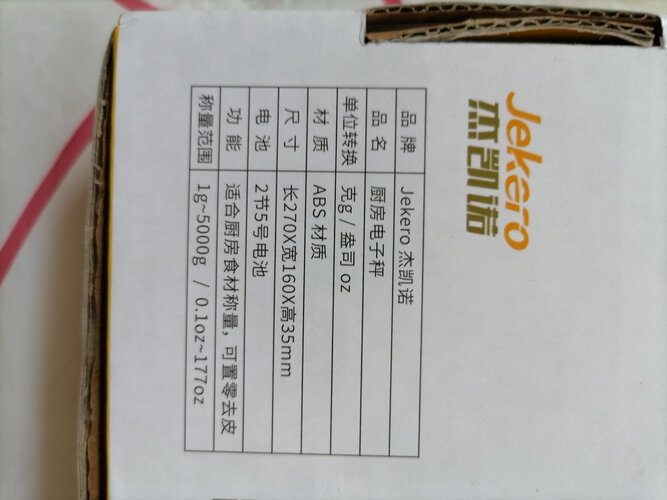 Jekero
杰凯诺
品牌 Jekero 杰凯诺
品名 厨房电子秤
单位转换 克g / 盎司 oz
材质 ABS 材质
尺寸 长270X宽160X高35mm
电池 2节5号电池
功能 适合厨房食材称量，可置零去皮
称量范围 1g~5000g / 0.1oz~177oz